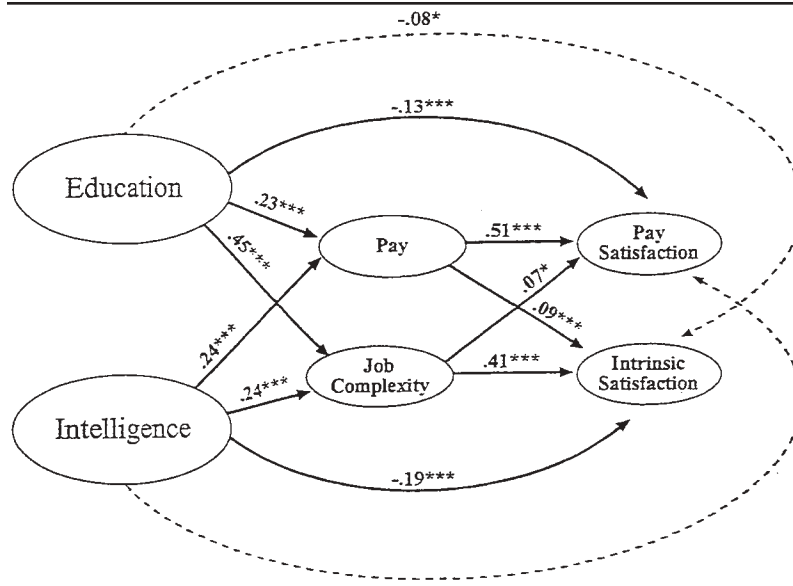 -.08*
-.13***
Education
.23***
.45***
Pay
.51***
Pay
Satisfaction
.07*
.09***
.24***
Job
Complexity
.41***
Intrinsic
Satisfaction
.24***
Intelligence
-.19***